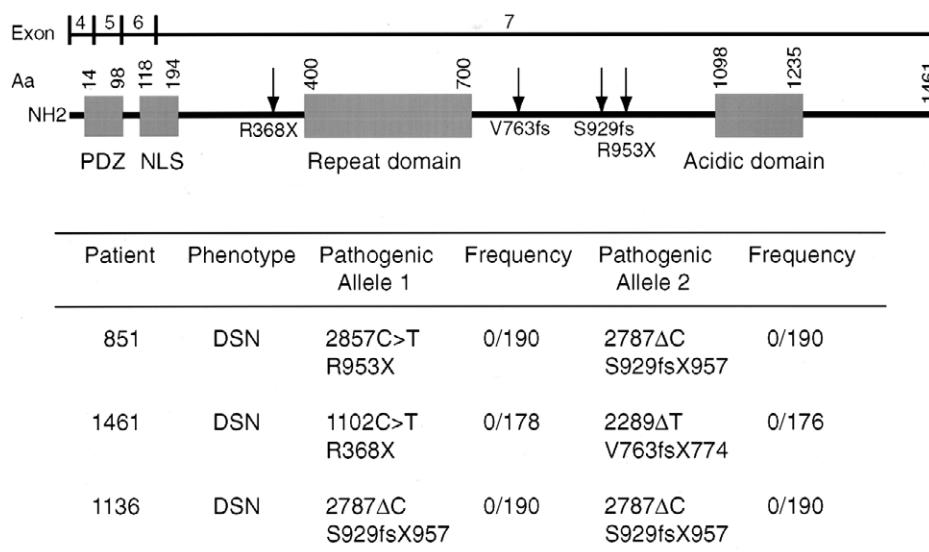 Exon 4 5 6 7
Aa 14 98 118 194 400 700 1098 1235 1461
NH2
R368X V763fs S929fs
R953X
PDZ NLS Repeat domain Acidic domain
Patient Phenotype Pathogenic Frequency Pathogenic Frequency
Allele 1 Allele 2
851 DSN 2857C>T 0/190 2787ΔC 0/190
R953X S929fsX957
1461 DSN 1102C>T 0/178 2289ΔT 0/176
R368X V763fsX774
1136 DSN 2787ΔC 0/190 2787ΔC 0/190
S929fsX957 S929fsX957